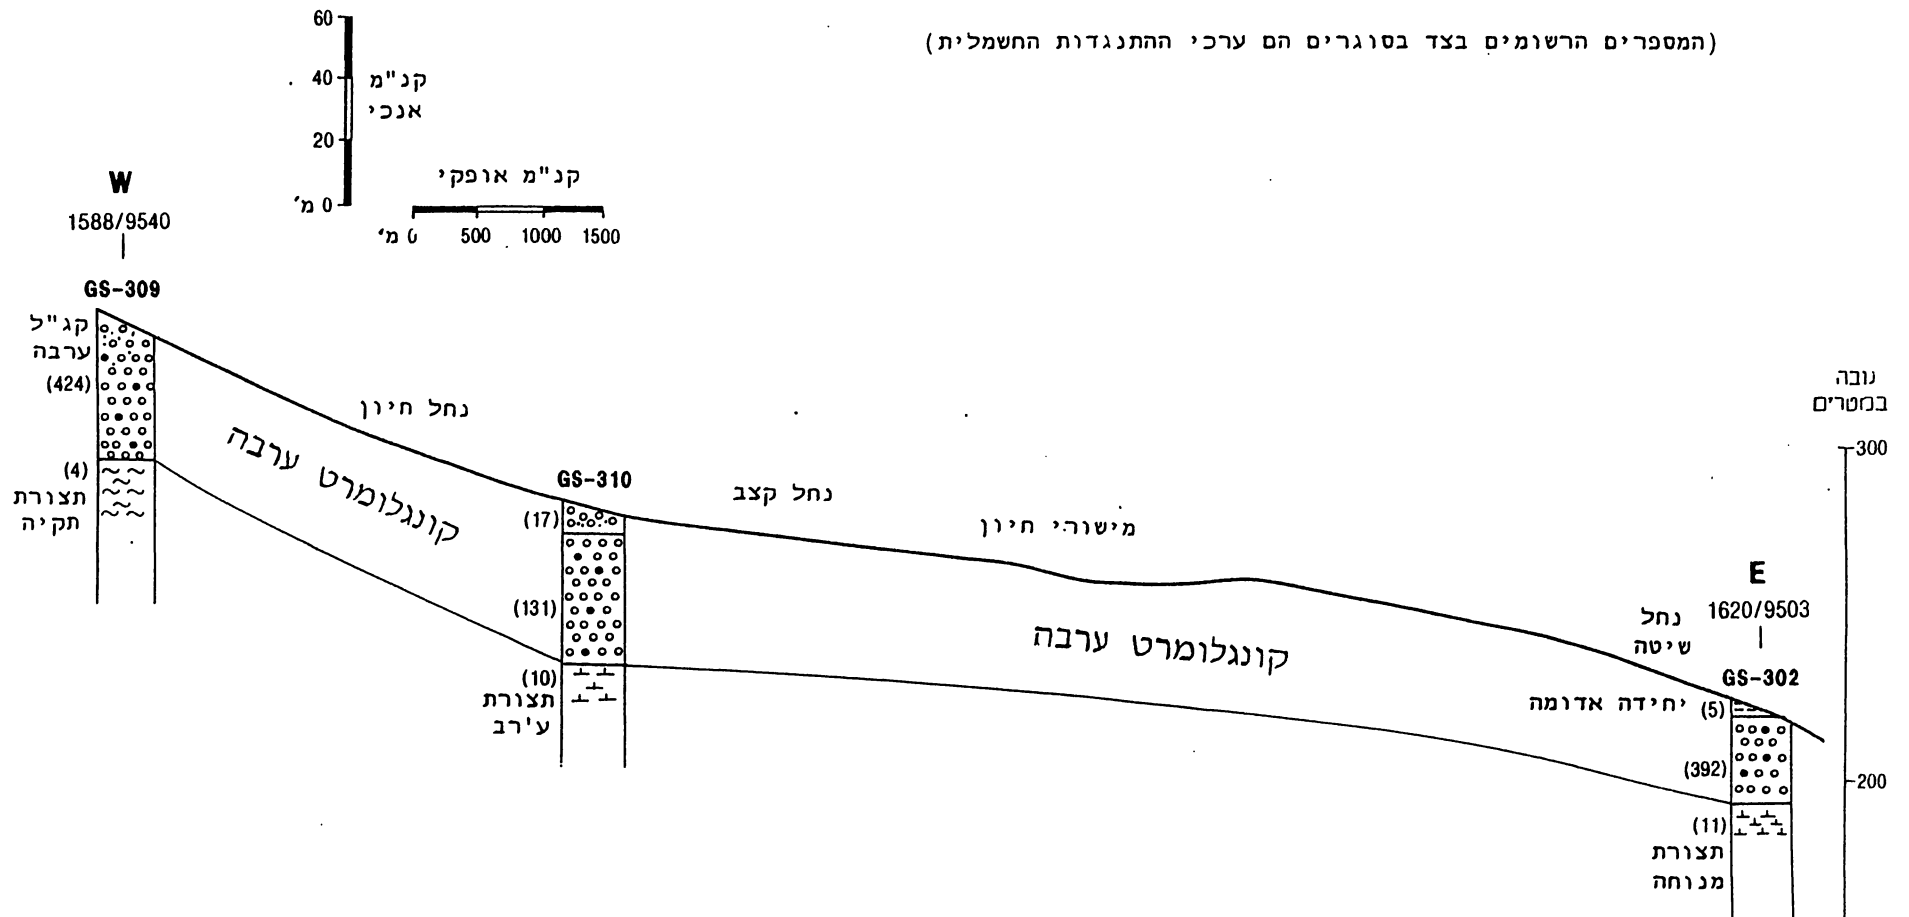 (המספרים הרשומים בצד בסוגרים הם ערכי ההתנגדות החשמלית)
60
40
20
0 מ'
קנ"מ
אנכי
קנ"מ אופקי
מ' 0 500 1000 1500
W
1588/9540
GS-309
קג"ל
ערבה
(424)
(4)
תצורת
תקיה
נחל חיון
קונגלומרט ערבה
GS-310
(17)
(131)
(10)
תצורת
ע'רב
נחל קצב
מישורי חיון
קונגלומרט ערבה
E
1620/9503
נחל
שיטה
GS-302
יחידה אדומה (5)
(392)
(11)
תצורת
מנוחה
גובה
במטרים
300
200